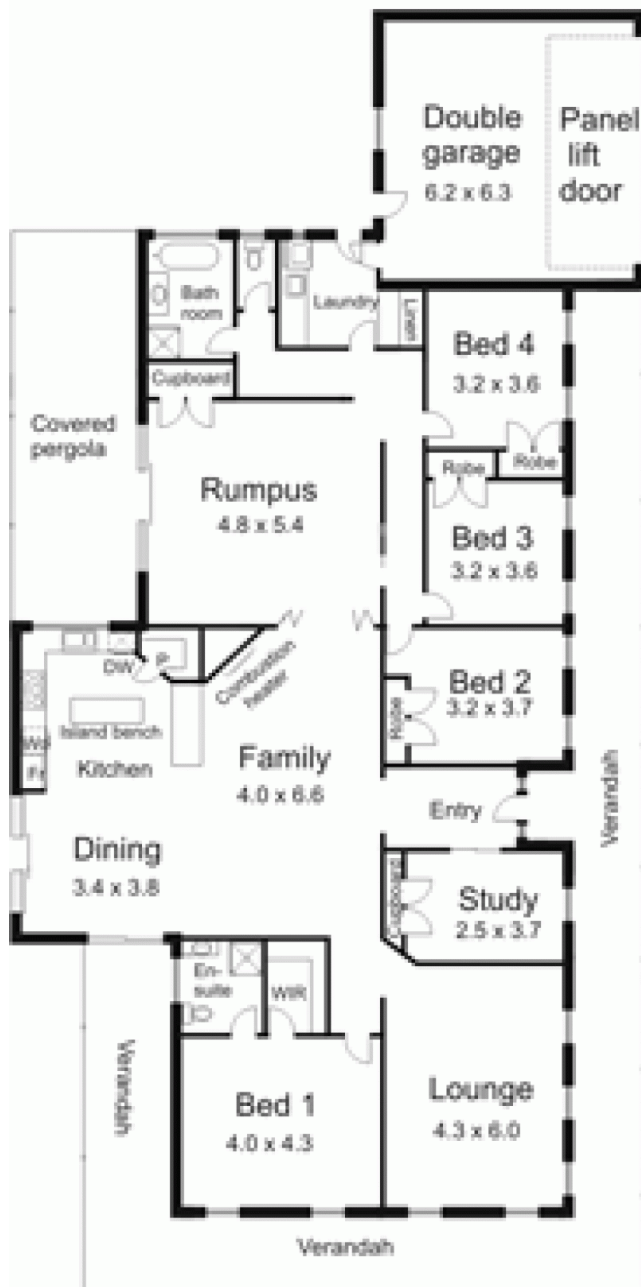 Double
garage
6.2 x 6.3
Panel
lift
door
Bath
room
Laundry
Linen
Cupboard
Bed 4
3.2 x 3.6
Robe
Robe
Covered
pergola
Rumpus
4.8 x 5.4
Bed 3
3.2 x 3.6
DW
P
Combustion
heater
Bed 2
3.2 x 3.7
Robe
Island bench
Wo
Kitchen
Fr
Family
4.0 x 6.6
Entry
Verandah
Dining
3.4 x 3.8
Cupboard
Study
2.5 x 3.7
En-
suite
WIR
Verandah
Bed 1
4.0 x 4.3
Lounge
4.3 x 6.0
Verandah